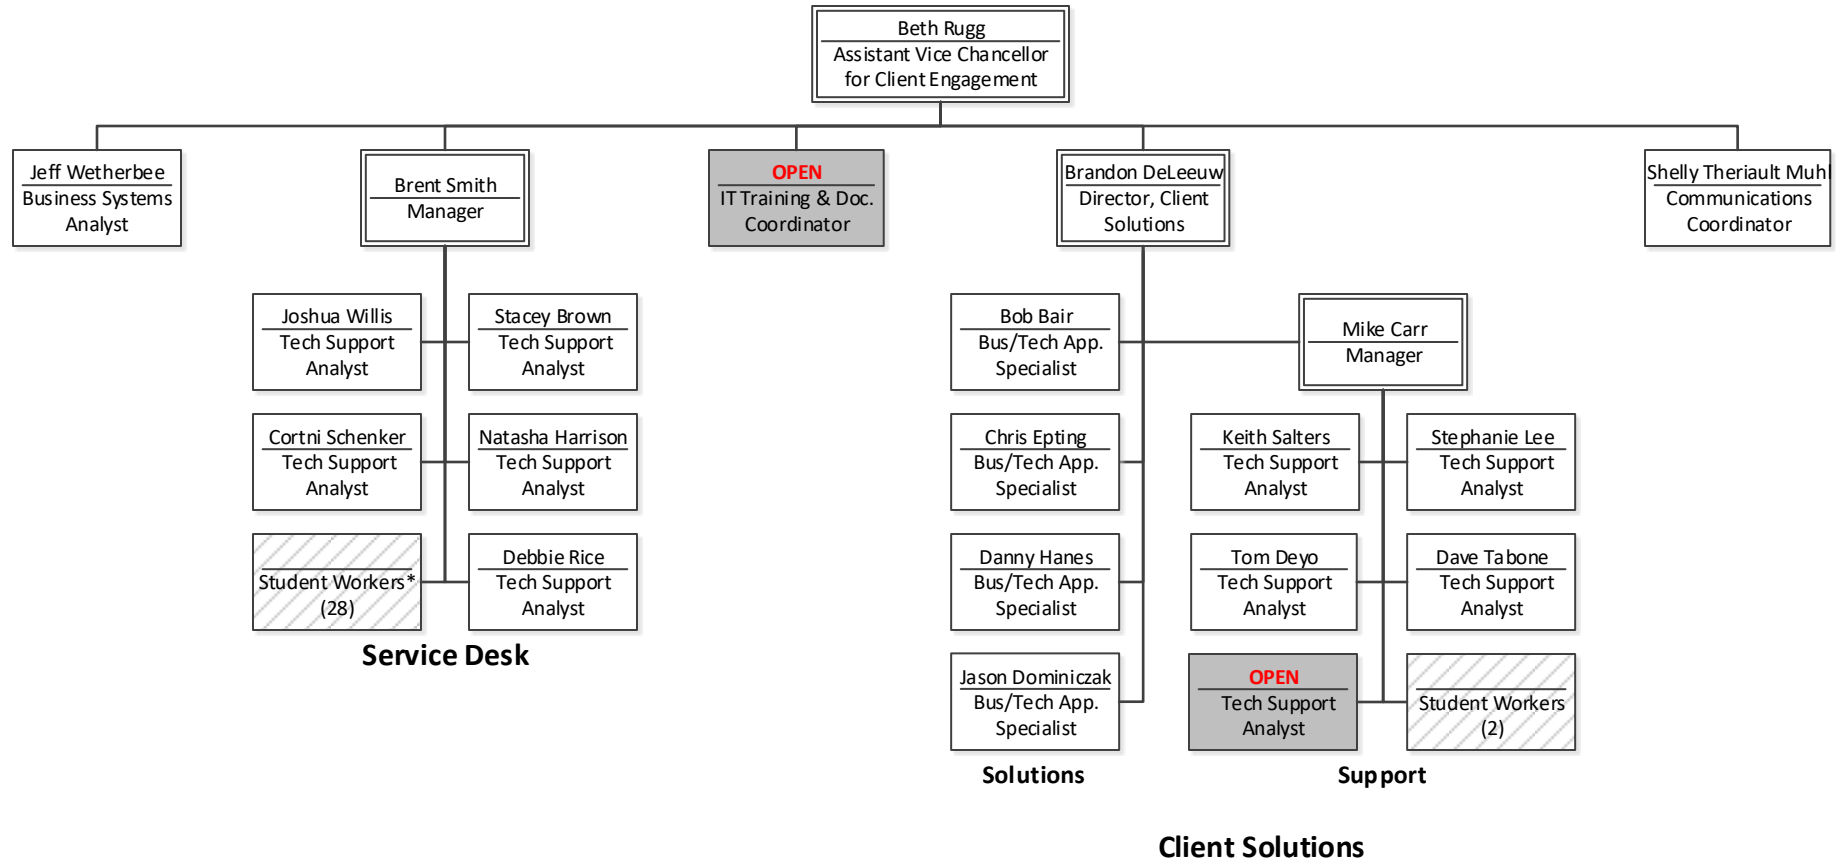 Beth Rugg
Assistant Vice Chancellor
for Client Engagement
Jeff Wetherbee
Business Systems
Analyst
Brent Smith
Manager
OPEN
IT Training & Doc.
Coordinator
Brandon DeLeeuw
Director, Client
Solutions
Shelly Theriault Muhl
Communications
Coordinator
Joshua Willis
Tech Support
Analyst
Stacey Brown
Tech Support
Analyst
Cortni Schenker
Tech Support
Analyst
Natasha Harrison
Tech Support
Analyst
Student Workers*
(28)
Debbie Rice
Tech Support
Analyst
Service Desk
Bob Bair
Bus/Tech App.
Specialist
Chris Epting
Bus/Tech App.
Specialist
Danny Hanes
Bus/Tech App.
Specialist
Jason Dominiczak
Bus/Tech App.
Specialist
Solutions
Mike Carr
Manager
Keith Salters
Tech Support
Analyst
Stephanie Lee
Tech Support
Analyst
Tom Deyo
Tech Support
Analyst
Dave Tabone
Tech Support
Analyst
OPEN
Tech Support
Analyst
Student Workers
(2)
Support
Client Solutions